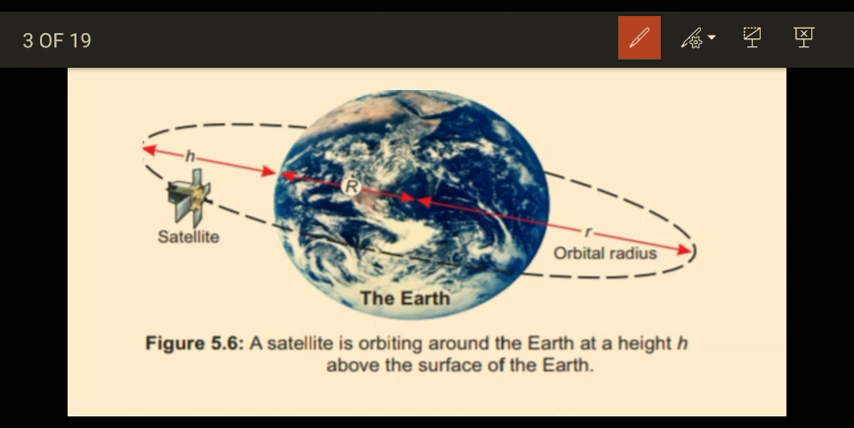 3 OF 19
h
R
r
Satellite
Orbital radius
The Earth
Figure 5.6: A satellite is orbiting around the Earth at a height h
above the surface of the Earth.